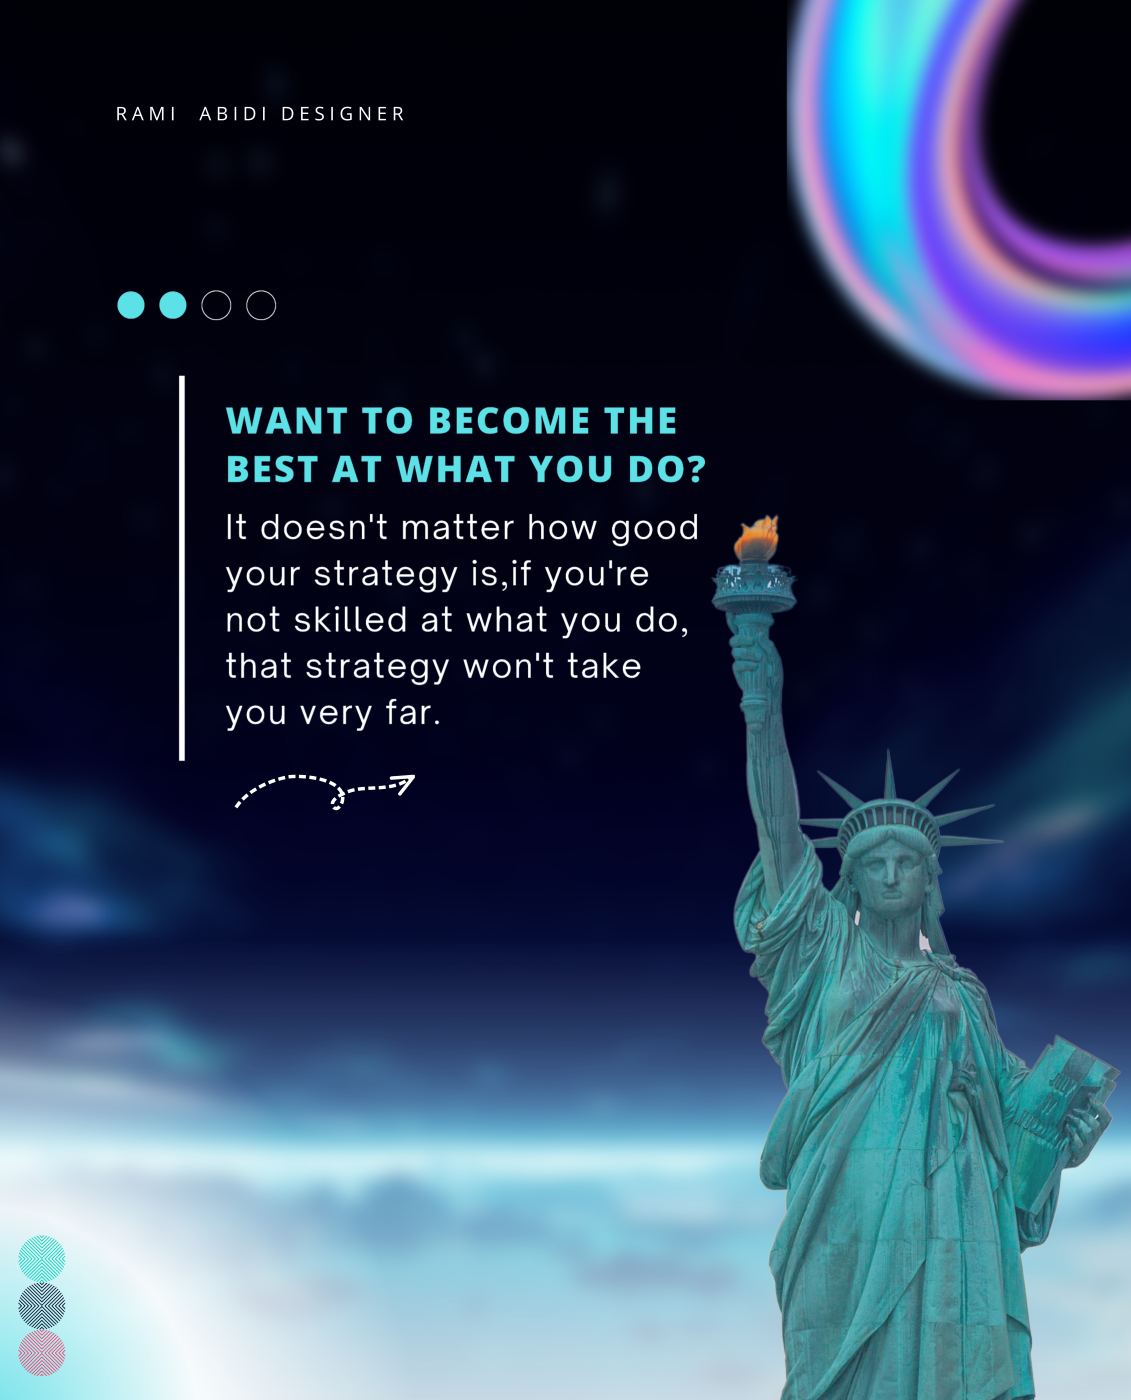 RAMI ABIDI DESIGNER
WANT TO BECOME THE
BEST AT WHAT YOU DO?
It doesn't matter how good
your strategy is,if you're
not skilled at what you do,
that strategy won't take
you very far.